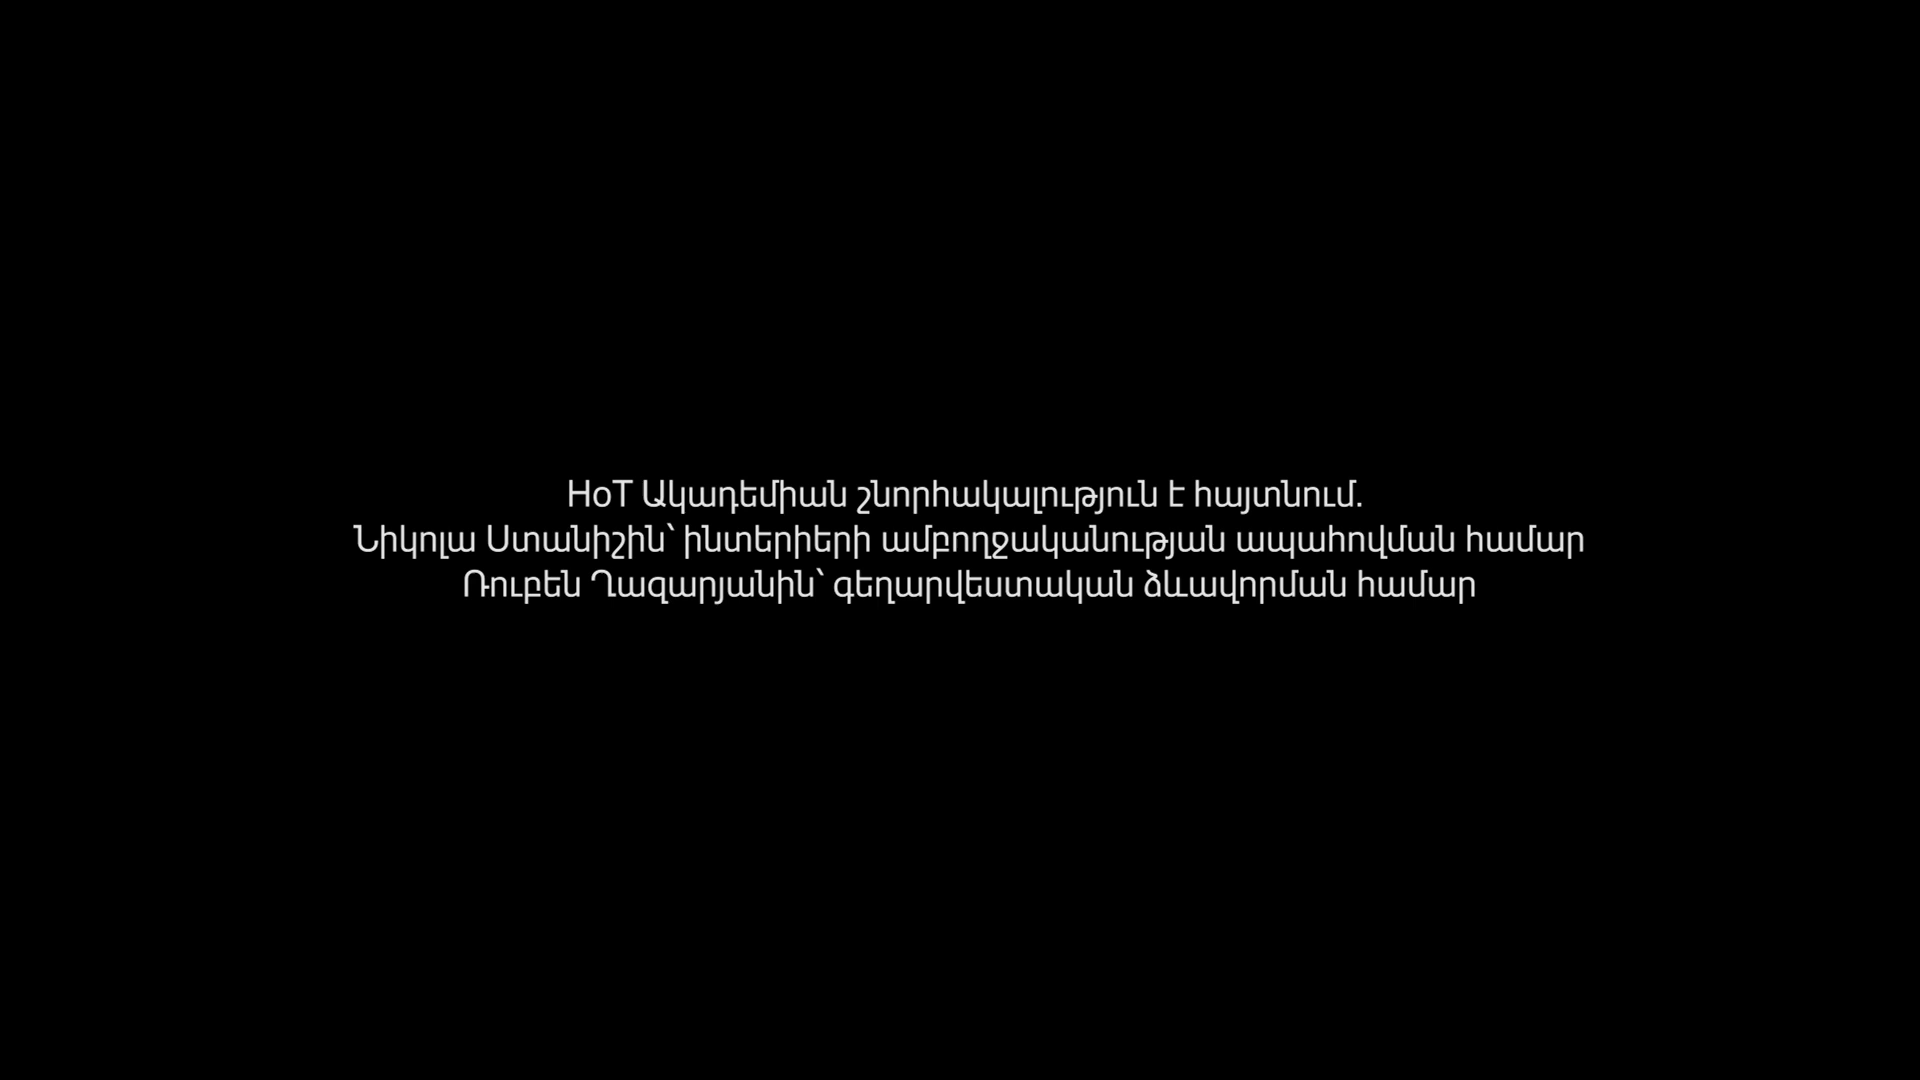 HoT Ակադեմիան շնորհակալություն է հայտնում.
Նիկոլա Ստանիշին՝ ինտերիերի ամբողջականության ապահովման համար
Ռուբեն Ղազարյանին՝ գեղարվեստական ձևավորման համար